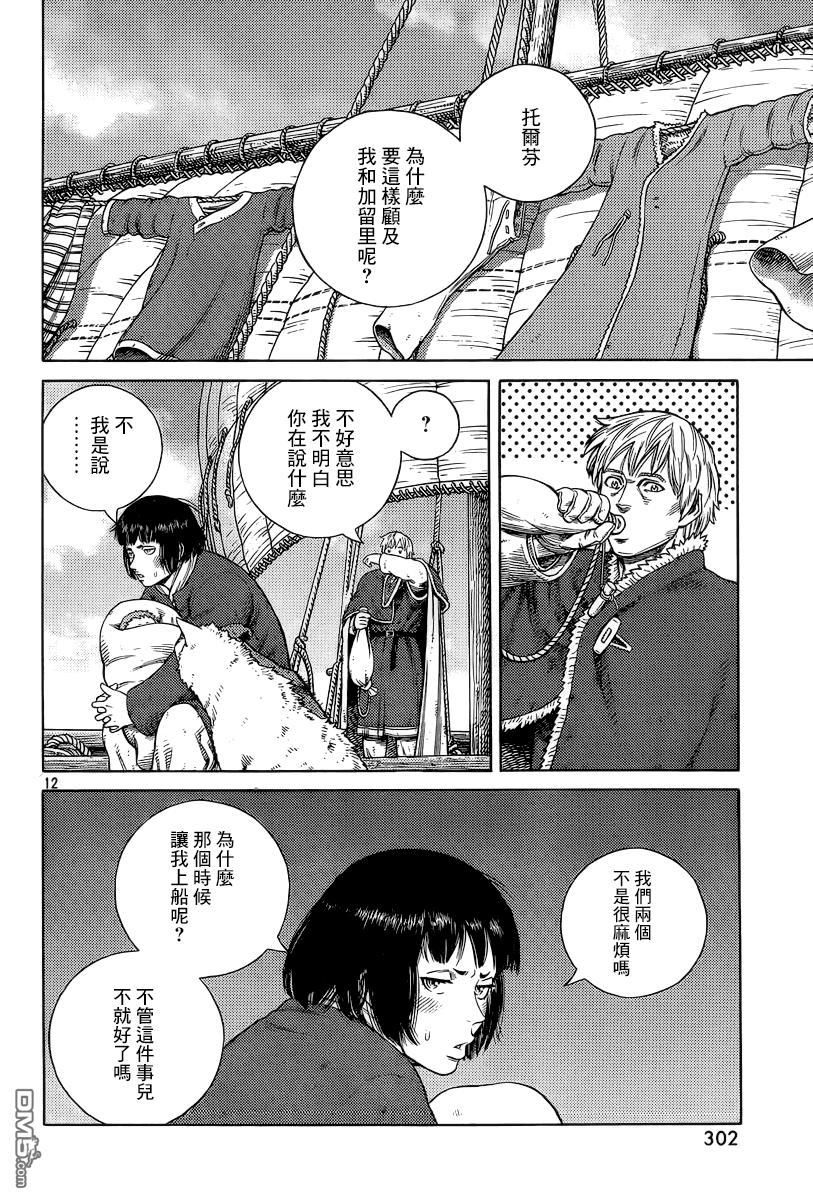 托爾芬
為什麼
要這樣顧及
我和加留里呢?
?
不好意思
我不明白
你在說什麼
不
我是說
………
12
我們兩個
不是很麻煩嗎
為什麼
那個時候
讓我上船呢?
不管這件事兒
不就好了嗎
302
DM5.com